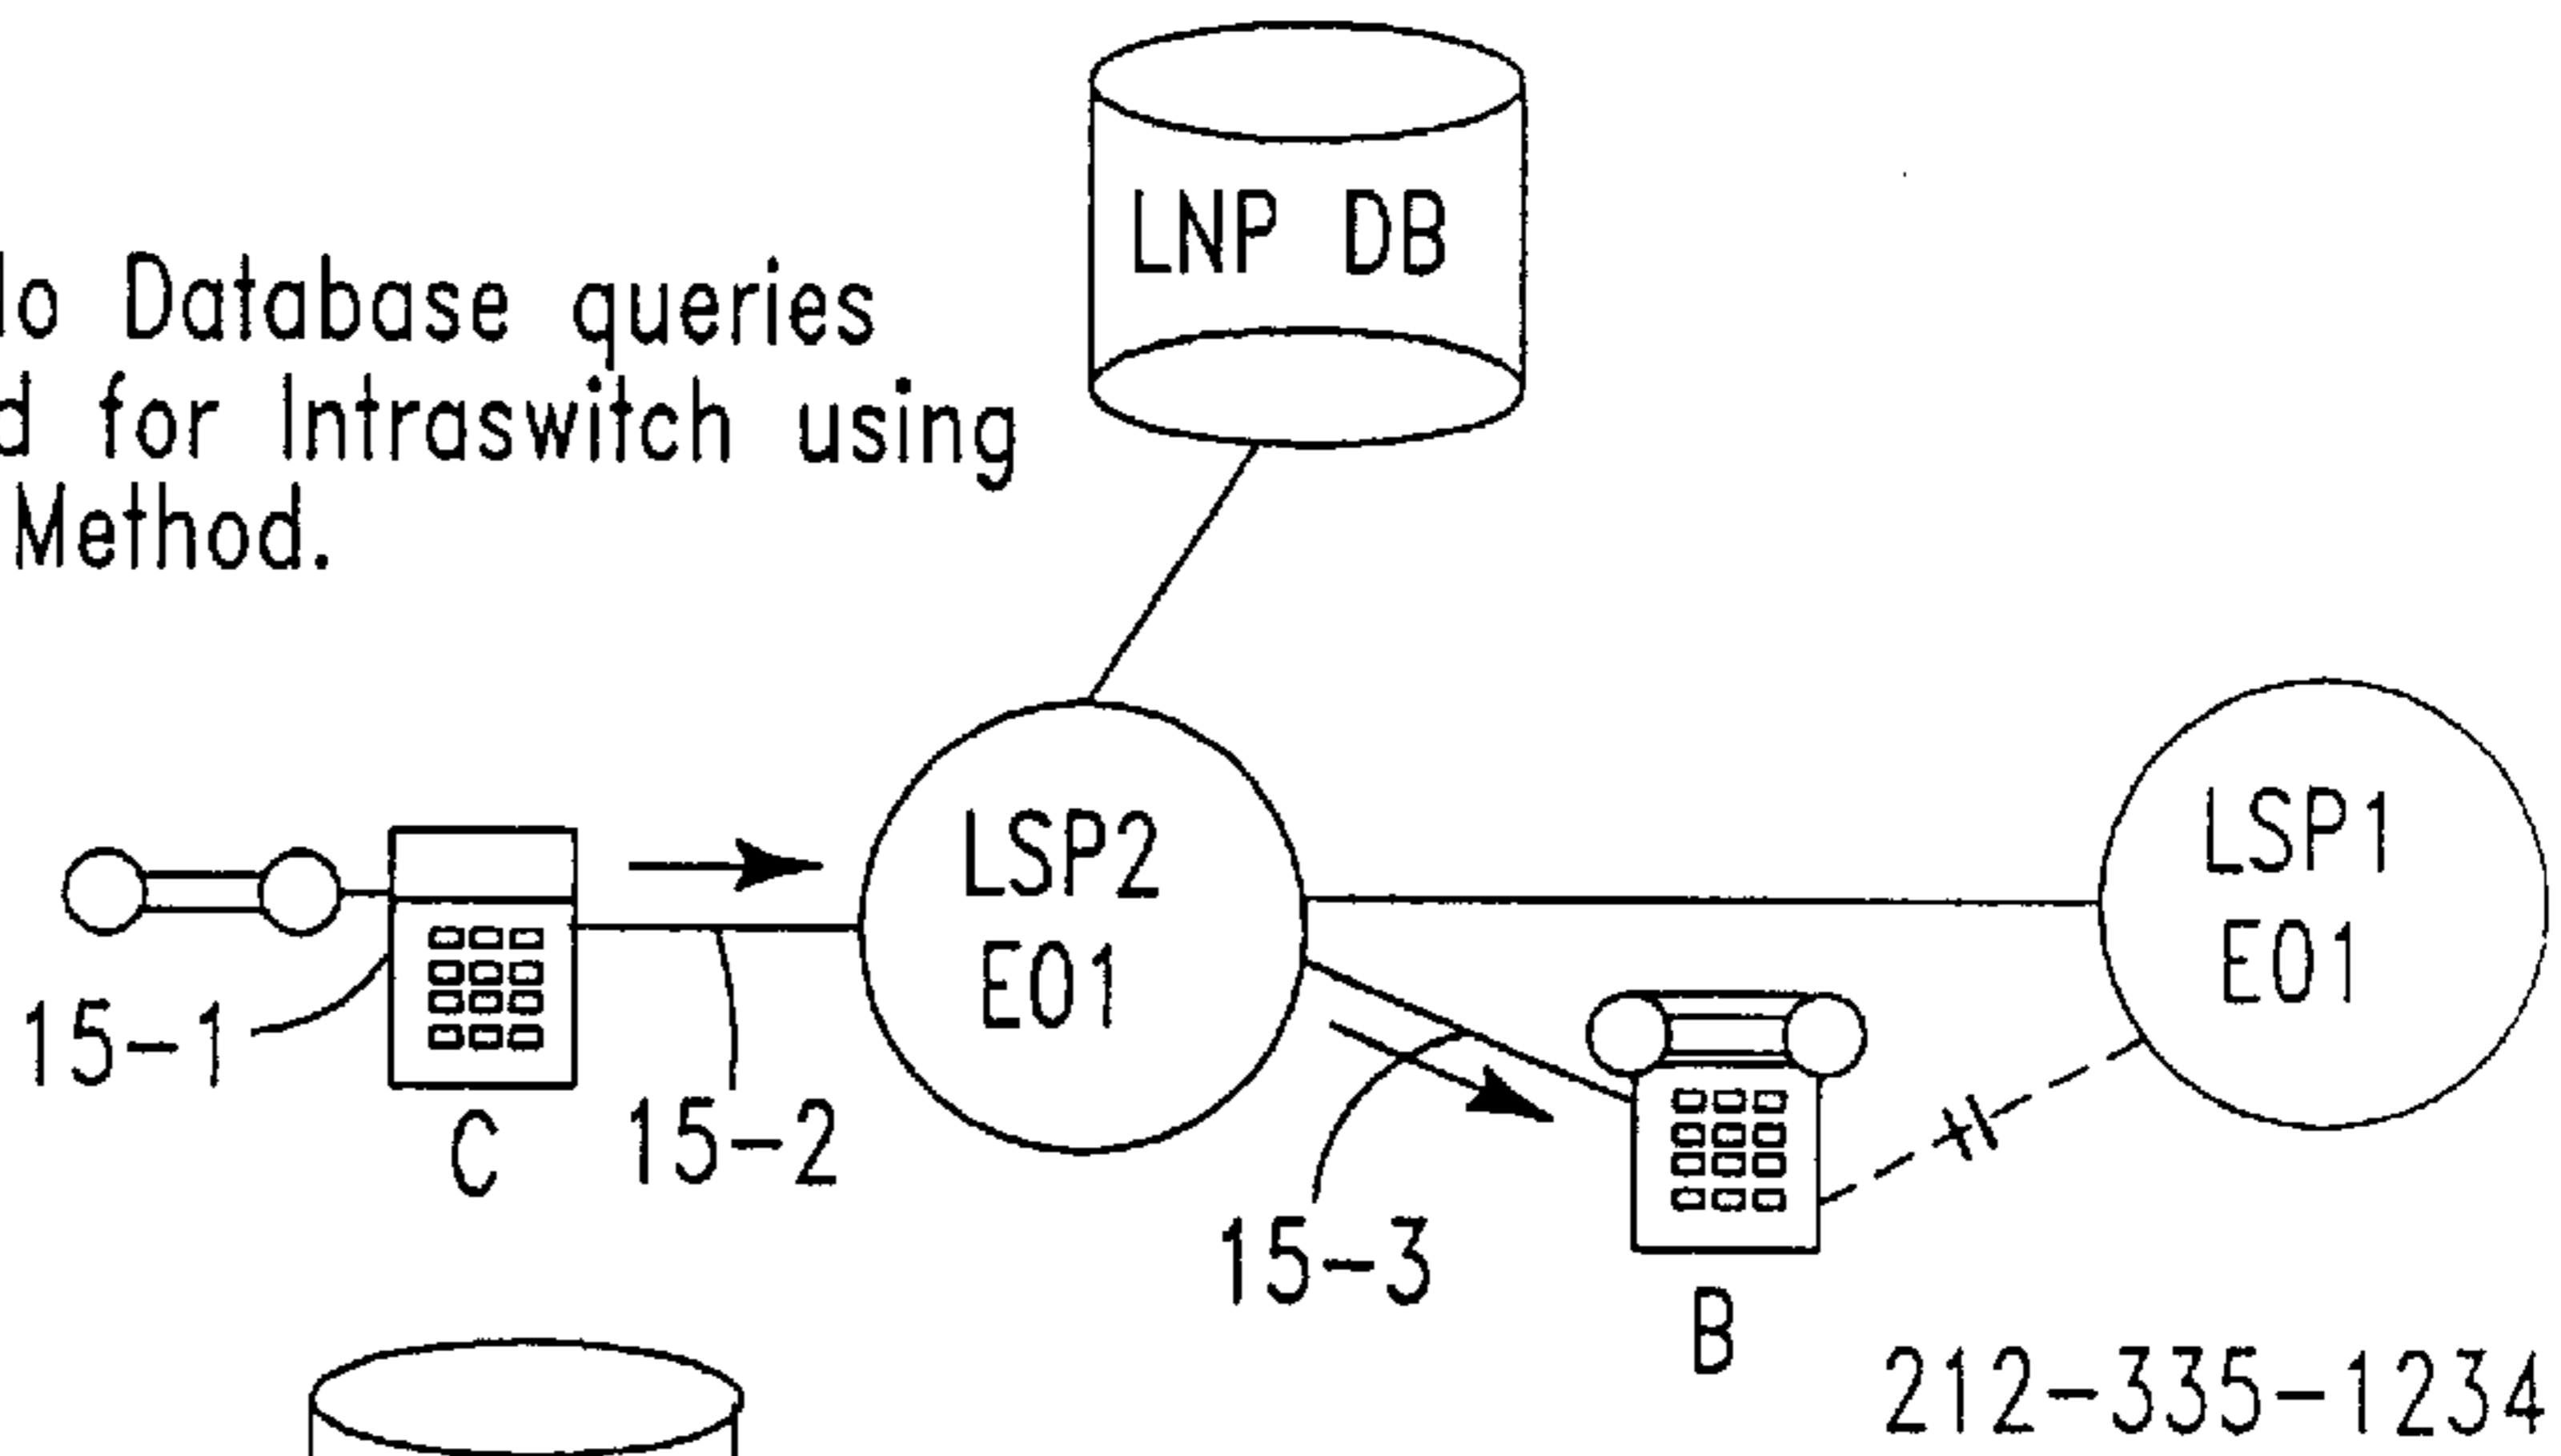 LNP DB
Database queries
for Intraswitch using
Method.
LSP2
E01
LSP1
E01
15-1
C
15-2
15-3
B
212-335-1234